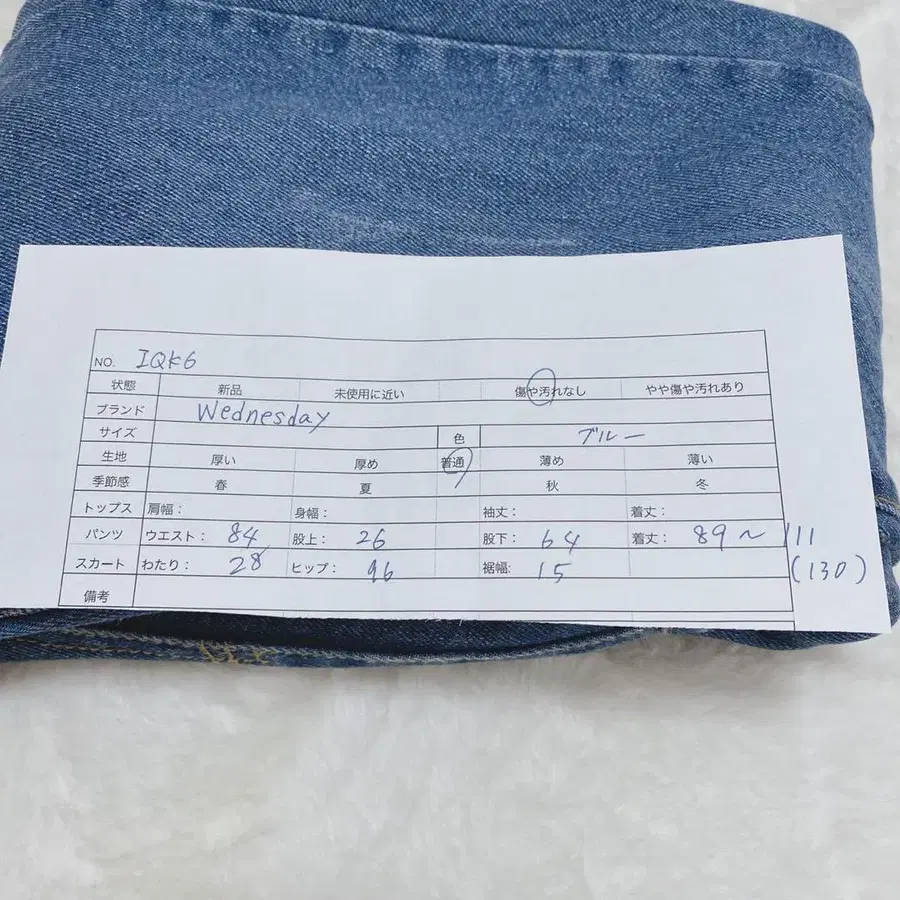 NO. IQK6
状態 新品 未使用に近い 傷や汚れなし やや傷や汚れあり
ブランド Wednesday
サイズ 色 ブルー
生地 厚い 厚め 普通 薄め 薄い
季節感 春 夏 秋 冬
トップス 肩幅： 身幅： 袖丈： 着丈：
パンツ ウエスト： 84 股上： 26 股下： 64 着丈： 89～111
スカート わたり： 28 ヒップ： 96 裾幅: 15 (130)
備考